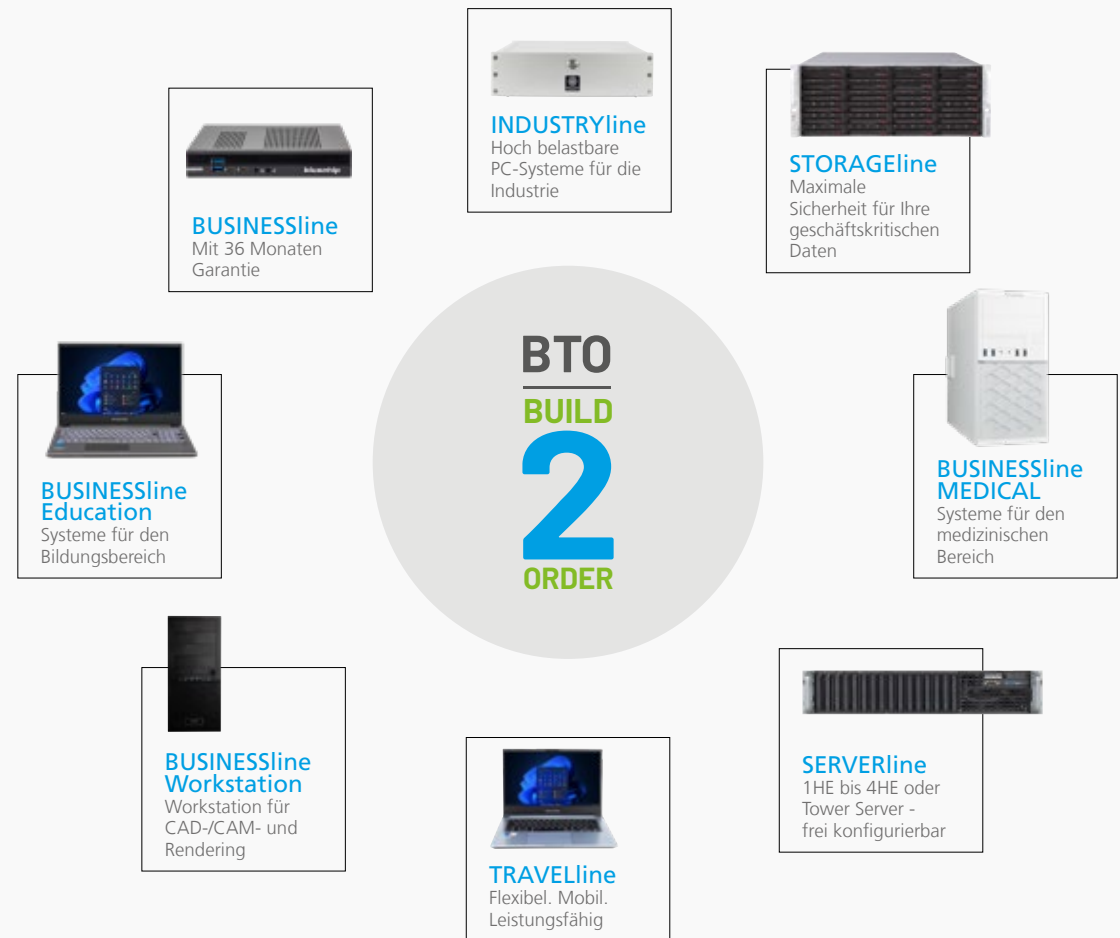 INDUSTRYline
Hoch belastbare
PC-Systeme für die
Industrie
STORAGEline
Maximale
Sicherheit für Ihre
geschäftskritischen
Daten
bluechip
BUSINESSline
Mit 36 Monaten
Garantie
BTO
BUILD
2
ORDER
BUSINESSline
Education
Systeme für den
Bildungsbereich
BUSINESSline
MEDICAL
Systeme für den
medizinischen
Bereich
BUSINESSline
Workstation
Workstation für
CAD-/CAM- und
Rendering
TRAVELline
Flexibel. Mobil.
Leistungsfähig
SERVERline
1HE bis 4HE oder
Tower Server -
frei konfigurierbar